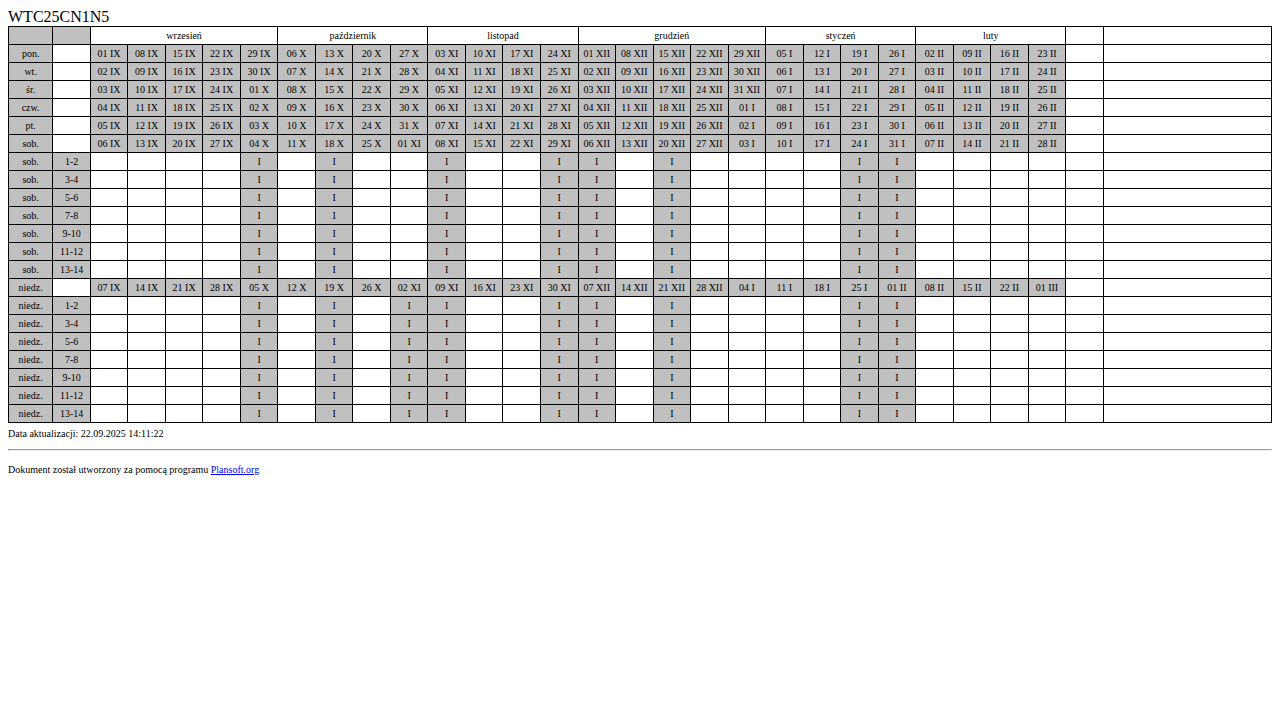 WTC25CN1N5
wrzesień październik listopad grudzień styczeń luty
pon. 01 IX 08 IX 15 IX 22 IX 29 IX 06 X 13 X 20 X 27 X 03 XI 10 XI 17 XI 24 XI 01 XII 08 XII 15 XII 22 XII 29 XII 05 I 12 I 19 I 26 I 02 II 09 II 16 II 23 II
wt. 02 IX 09 IX 16 IX 23 IX 30 IX 07 X 14 X 21 X 28 X 04 XI 11 XI 18 XI 25 XI 02 XII 09 XII 16 XII 23 XII 30 XII 06 I 13 I 20 I 27 I 03 II 10 II 17 II 24 II
śr. 03 IX 10 IX 17 IX 24 IX 01 X 08 X 15 X 22 X 29 X 05 XI 12 XI 19 XI 26 XI 03 XII 10 XII 17 XII 24 XII 31 XII 07 I 14 I 21 I 28 I 04 II 11 II 18 II 25 II
czw. 04 IX 11 IX 18 IX 25 IX 02 X 09 X 16 X 23 X 30 X 06 XI 13 XI 20 XI 27 XI 04 XII 11 XII 18 XII 25 XII 01 I 08 I 15 I 22 I 29 I 05 II 12 II 19 II 26 II
pt. 05 IX 12 IX 19 IX 26 IX 03 X 10 X 17 X 24 X 31 X 07 XI 14 XI 21 XI 28 XI 05 XII 12 XII 19 XII 26 XII 02 I 09 I 16 I 23 I 30 I 06 II 13 II 20 II 27 II
sob. 06 IX 13 IX 20 IX 27 IX 04 X 11 X 18 X 25 X 01 XI 08 XI 15 XI 22 XI 29 XI 06 XII 13 XII 20 XII 27 XII 03 I 10 I 17 I 24 I 31 I 07 II 14 II 21 II 28 II
sob. 1-2 I I I I I I I I
sob. 3-4 I I I I I I I I
sob. 5-6 I I I I I I I I
sob. 7-8 I I I I I I I I
sob. 9-10 I I I I I I I I
sob. 11-12 I I I I I I I I
sob. 13-14 I I I I I I I I
niedz. 07 IX 14 IX 21 IX 28 IX 05 X 12 X 19 X 26 X 02 XI 09 XI 16 XI 23 XI 30 XI 07 XII 14 XII 21 XII 28 XII 04 I 11 I 18 I 25 I 01 II 08 II 15 II 22 II 01 III
niedz. 1-2 I I I I I I I I I
niedz. 3-4 I I I I I I I I I
niedz. 5-6 I I I I I I I I I
niedz. 7-8 I I I I I I I I I
niedz. 9-10 I I I I I I I I I
niedz. 11-12 I I I I I I I I I
niedz. 13-14 I I I I I I I I I
Data aktualizacji: 22.09.2025 14:11:22
Dokument został utworzony za pomocą programu Plansoft.org